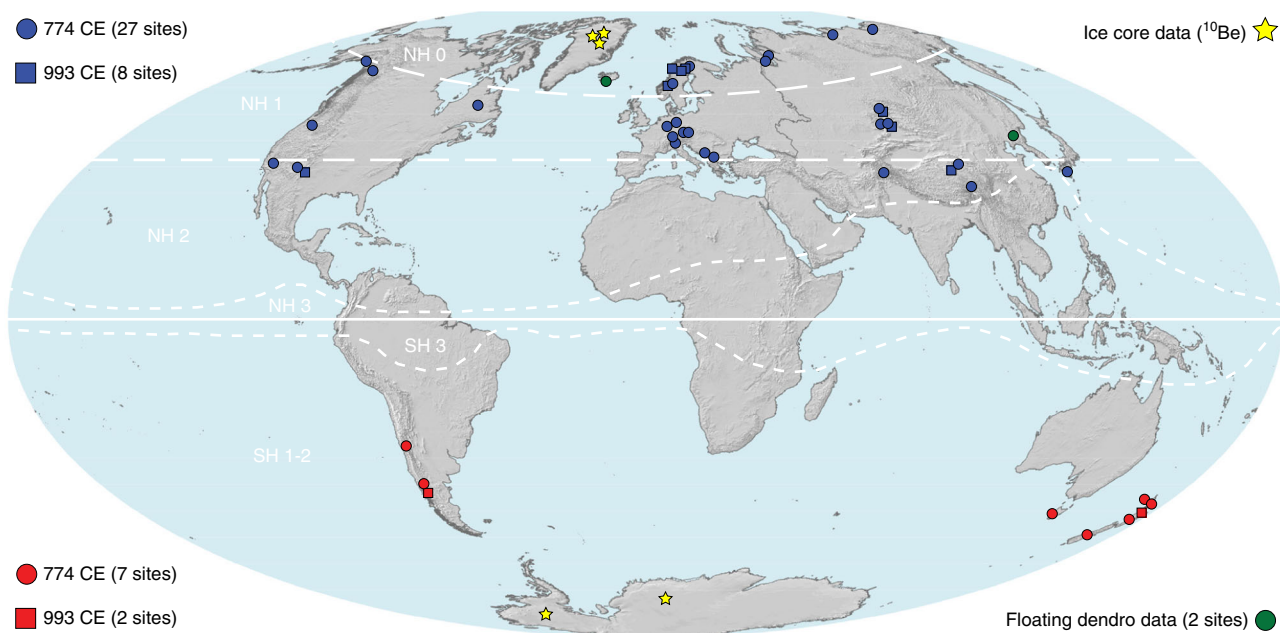 774 CE (27 sites)
Ice core data (¹⁰Be)
NH 0
993 CE (8 sites)
NH 1
NH 2
NH 3
SH 3
SH 1-2
774 CE (7 sites)
993 CE (2 sites)
Floating dendro data (2 sites)